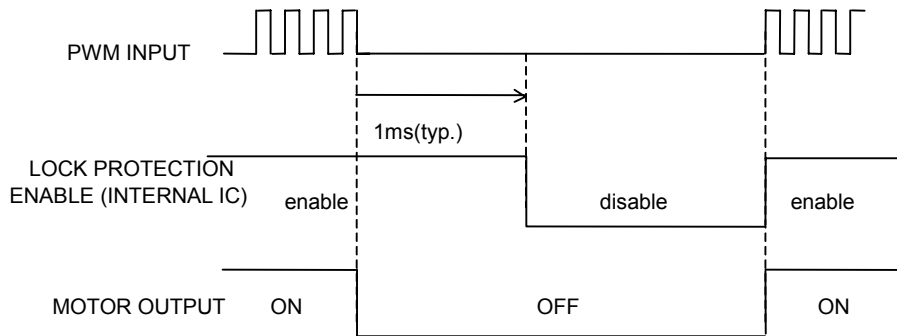 PWM INPUT
1ms(typ.)
LOCK PROTECTION
ENABLE (INTERNAL IC)
enable
disable
enable
MOTOR OUTPUT
ON
OFF
ON